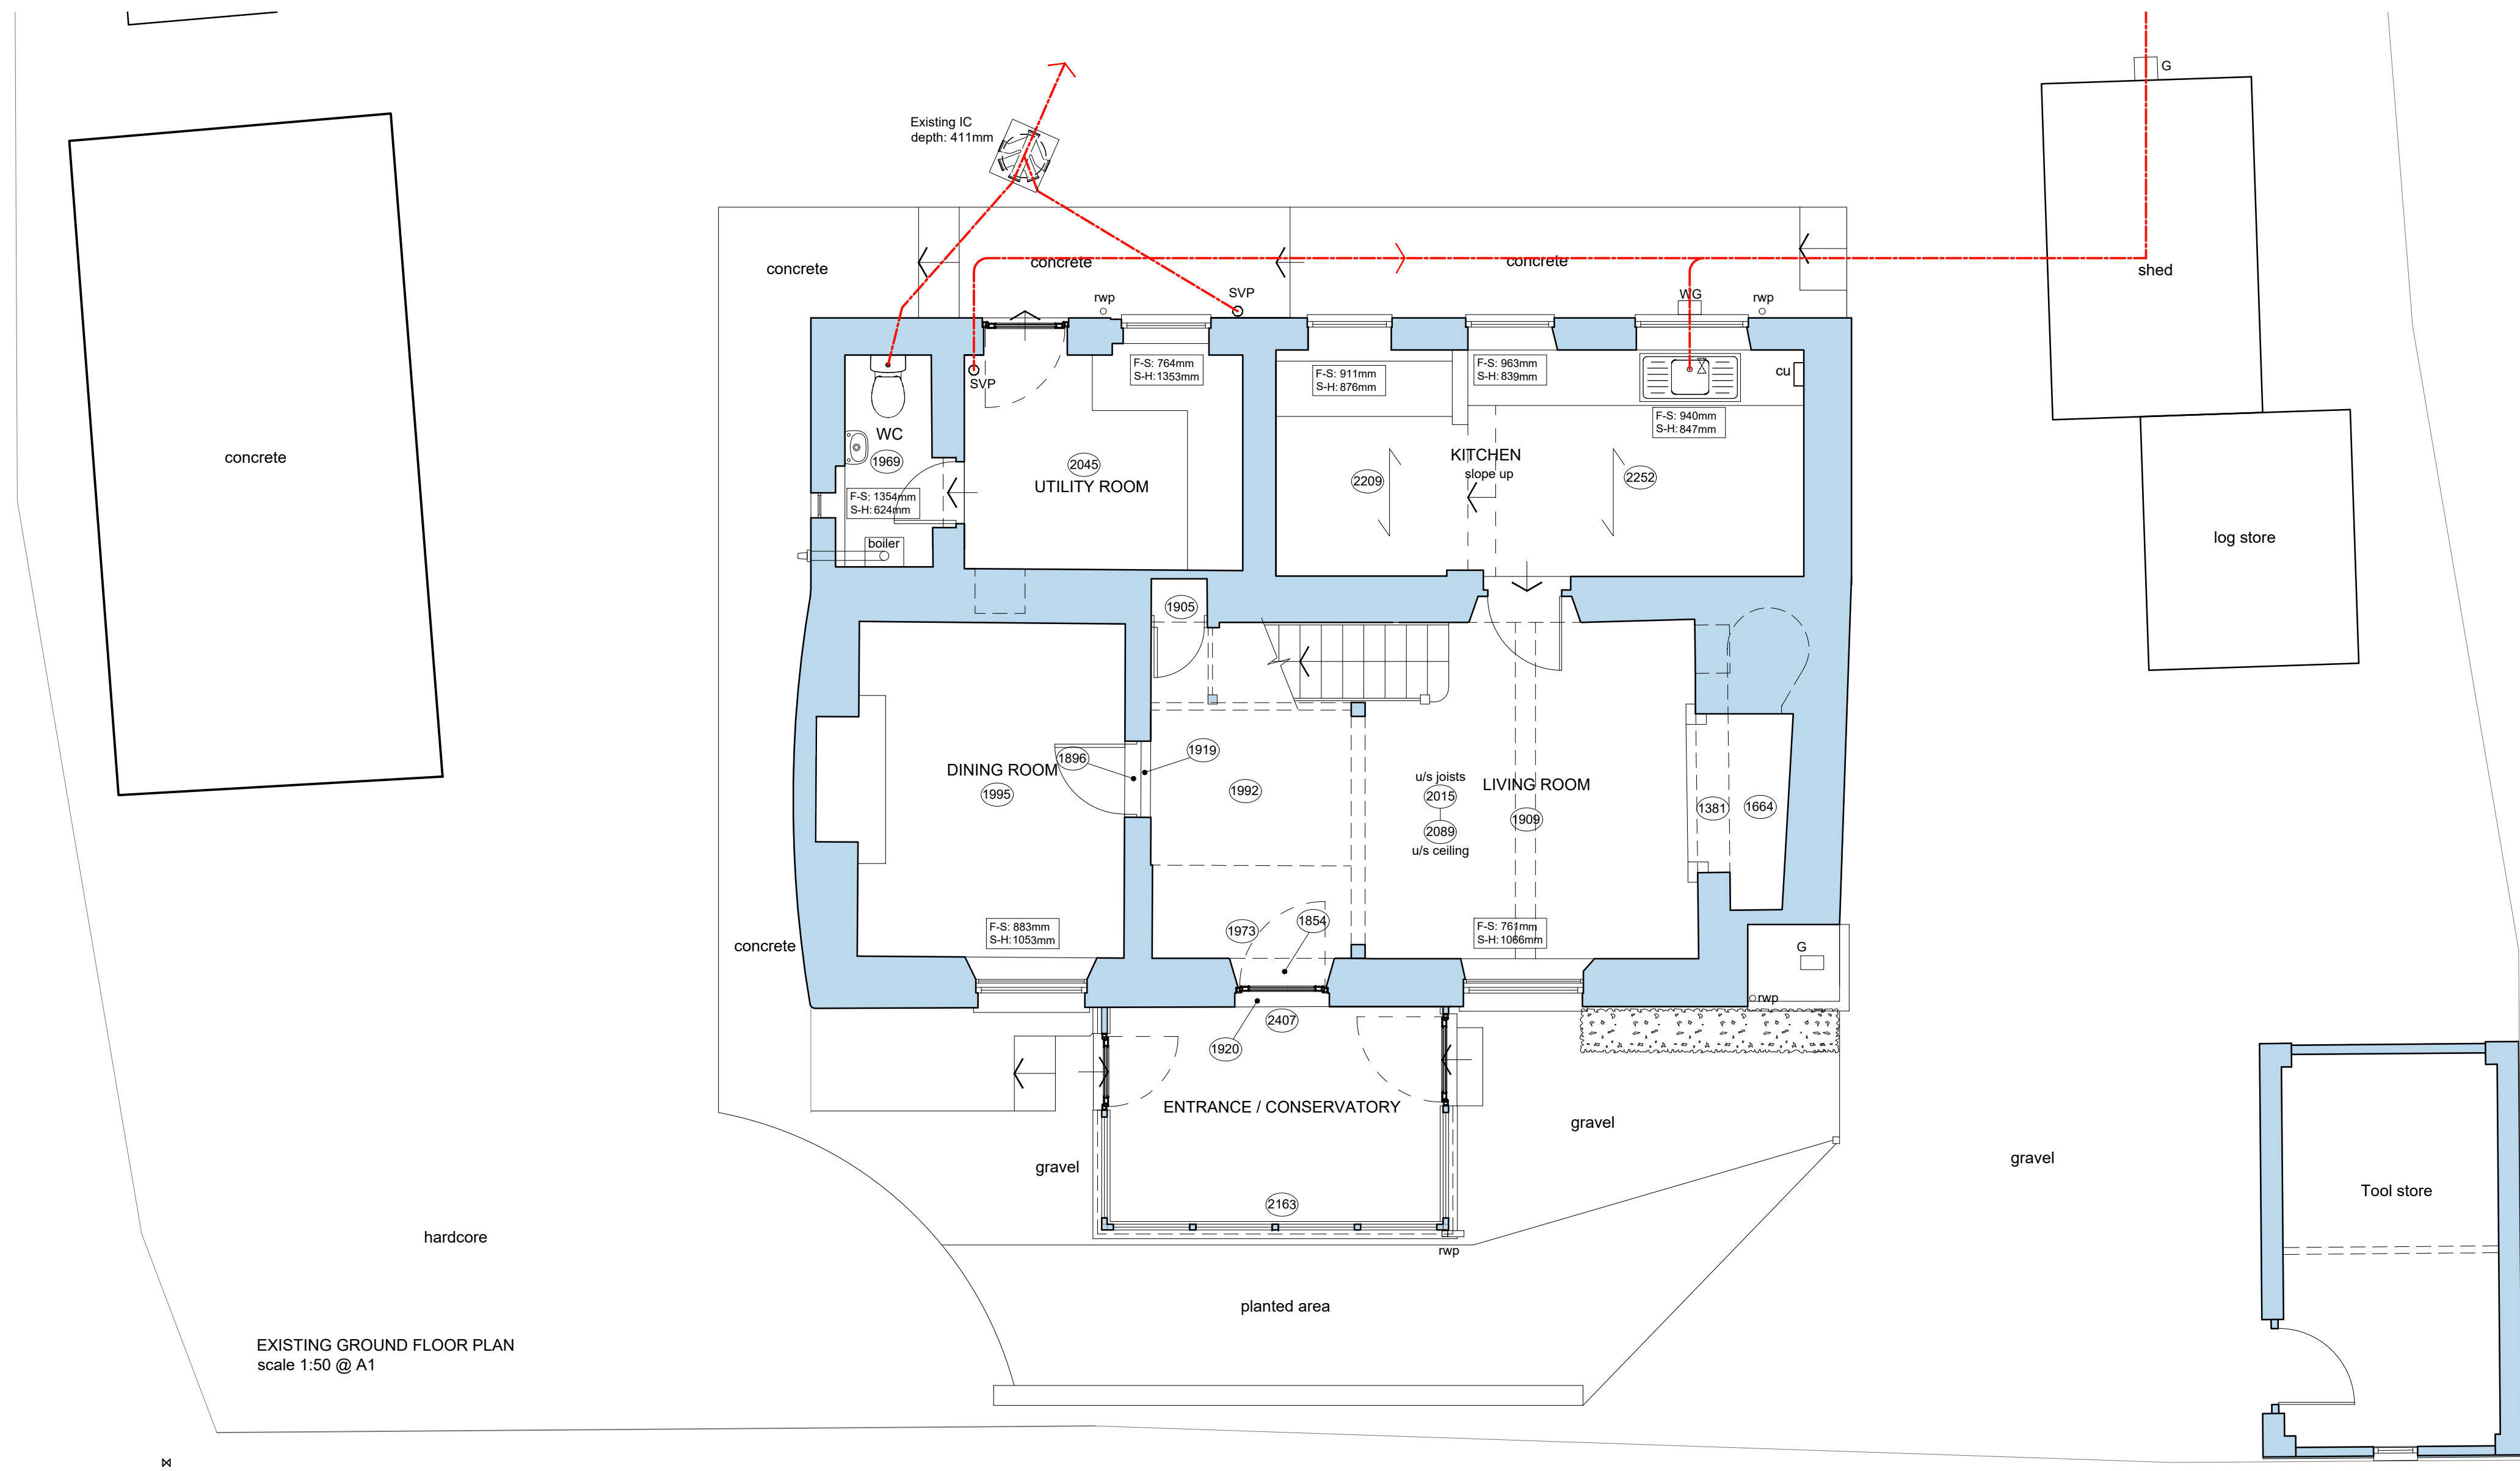 G
Existing IC
depth: 411mm
concrete
concrete
concrete
shed
SVP
rwp
WG
rwp
F-S: 764mm
S-H: 1353mm
F-S: 911mm
S-H: 876mm
F-S: 963mm
S-H: 839mm
cu
SVP
F-S: 940mm
S-H: 847mm
WC
1969
2045
UTILITY ROOM
KITCHEN
slope up
2209
2252
concrete
F-S: 1354mm
S-H: 624mm
boiler
log store
1905
DINING ROOM
1995
1896
1919
1992
u/s joists
2015
2089
u/s ceiling
LIVING ROOM
1909
1381
1664
F-S: 883mm
S-H: 1053mm
1973
1854
F-S: 761mm
S-H: 1066mm
concrete
G
rwp
2407
1920
ENTRANCE / CONSERVATORY
gravel
gravel
gravel
2163
Tool store
hardcore
rwp
planted area
EXISTING GROUND FLOOR PLAN
scale 1:50 @ A1